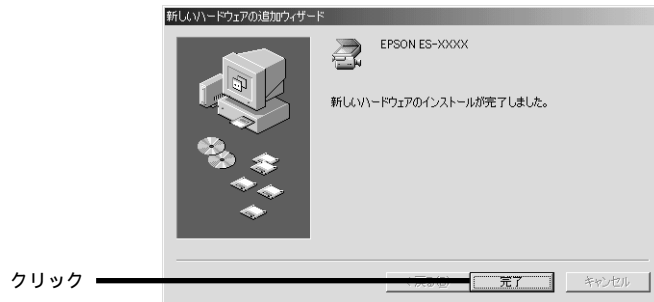 新しいハードウェアの追加ウィザード
EPSON ES-XXXX
新しいハードウェアのインストールが完了しました。
クリック
完了
キャンセル